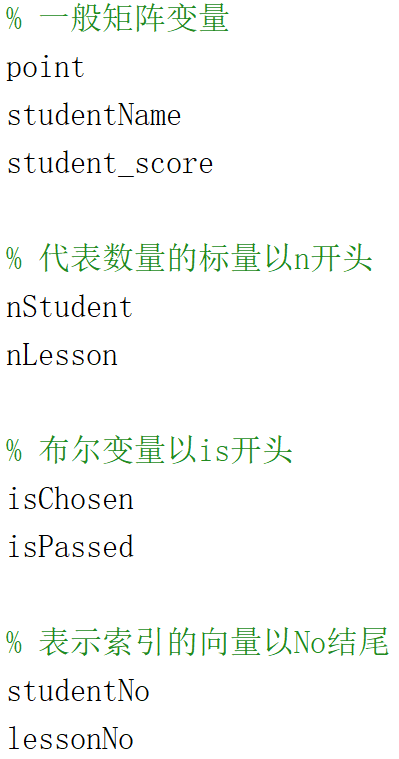 % 一般矩阵变量
point
studentName
student_score
% 代表数量的标量以n开头
nStudent
nLesson
% 布尔变量以is开头
isChosen
isPassed
% 表示索引的向量以No结尾
studentNo
lessonNo